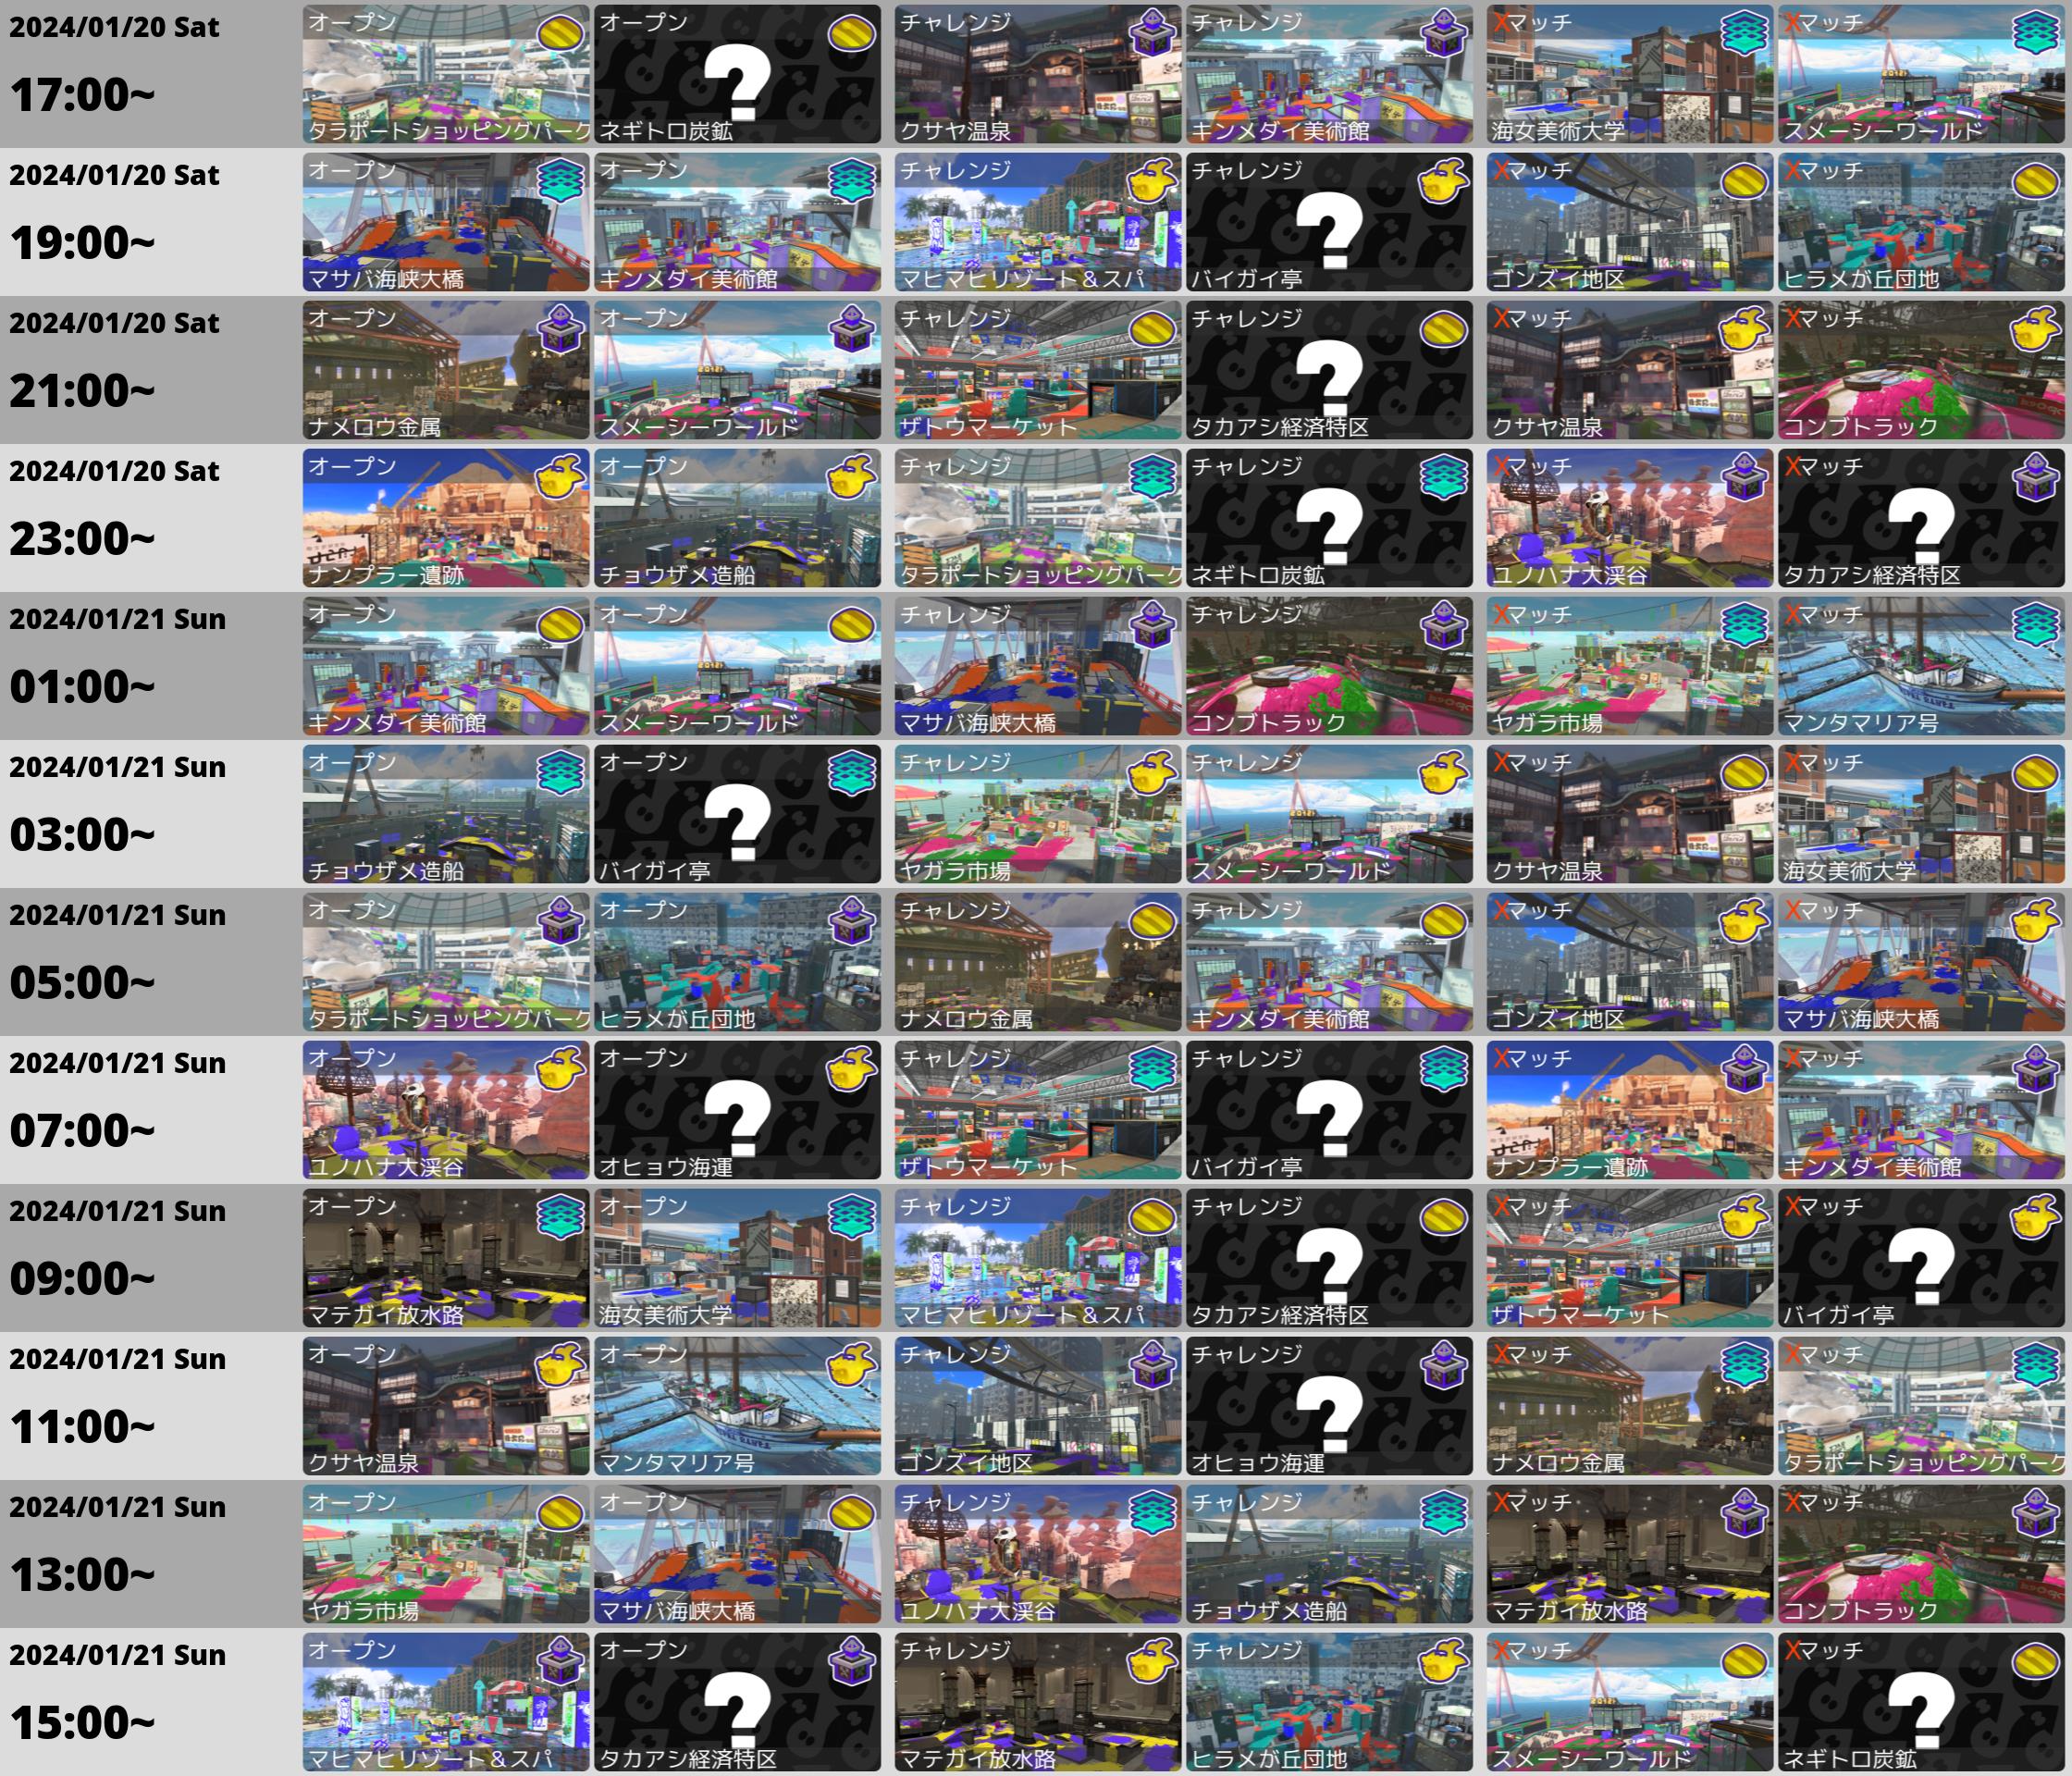 2024/01/20 Sat
17:00~
オープン
タラポートショッピングパーク
オープン
ネギトロ炭鉱
チャレンジ
クサヤ温泉
チャレンジ
キンメダイ美術館
Xマッチ
海女美術大学
Xマッチ
スメーシーワールド
2024/01/20 Sat
19:00~
オープン
マサバ海峡大橋
オープン
キンメダイ美術館
チャレンジ
マヒマヒリゾート＆スパ
チャレンジ
バイガイ亭
Xマッチ
ゴンズイ地区
Xマッチ
ヒラメが丘団地
2024/01/20 Sat
21:00~
オープン
ナメロウ金属
オープン
スメーシーワールド
チャレンジ
ザトウマーケット
チャレンジ
タカアシ経済特区
Xマッチ
クサヤ温泉
Xマッチ
コンブトラック
2024/01/20 Sat
23:00~
オープン
ナンプラー遺跡
オープン
チョウザメ造船
チャレンジ
タラポートショッピングパーク
チャレンジ
ネギトロ炭鉱
Xマッチ
ユノハナ大渓谷
Xマッチ
タカアシ経済特区
2024/01/21 Sun
01:00~
オープン
キンメダイ美術館
オープン
スメーシーワールド
チャレンジ
マサバ海峡大橋
チャレンジ
コンブトラック
Xマッチ
ヤガラ市場
Xマッチ
マンタマリア号
2024/01/21 Sun
03:00~
オープン
チョウザメ造船
オープン
バイガイ亭
チャレンジ
ヤガラ市場
チャレンジ
スメーシーワールド
Xマッチ
クサヤ温泉
Xマッチ
海女美術大学
2024/01/21 Sun
05:00~
オープン
タラポートショッピングパーク
オープン
ヒラメが丘団地
チャレンジ
ナメロウ金属
チャレンジ
キンメダイ美術館
Xマッチ
ゴンズイ地区
Xマッチ
マサバ海峡大橋
2024/01/21 Sun
07:00~
オープン
ユノハナ大渓谷
オープン
オヒョウ海運
チャレンジ
ザトウマーケット
チャレンジ
バイガイ亭
Xマッチ
ナンプラー遺跡
Xマッチ
キンメダイ美術館
2024/01/21 Sun
09:00~
オープン
マテガイ放水路
オープン
海女美術大学
チャレンジ
マヒマヒリゾート＆スパ
チャレンジ
タカアシ経済特区
Xマッチ
ザトウマーケット
Xマッチ
バイガイ亭
2024/01/21 Sun
11:00~
オープン
クサヤ温泉
オープン
マンタマリア号
チャレンジ
ゴンズイ地区
チャレンジ
オヒョウ海運
Xマッチ
ナメロウ金属
Xマッチ
タラポートショッピングパーク
2024/01/21 Sun
13:00~
オープン
ヤガラ市場
オープン
マサバ海峡大橋
チャレンジ
ユノハナ大渓谷
チャレンジ
チョウザメ造船
Xマッチ
マテガイ放水路
Xマッチ
コンブトラック
2024/01/21 Sun
15:00~
オープン
マヒマヒリゾート＆スパ
オープン
タカアシ経済特区
チャレンジ
マテガイ放水路
チャレンジ
ヒラメが丘団地
Xマッチ
スメーシーワールド
Xマッチ
ネギトロ炭鉱